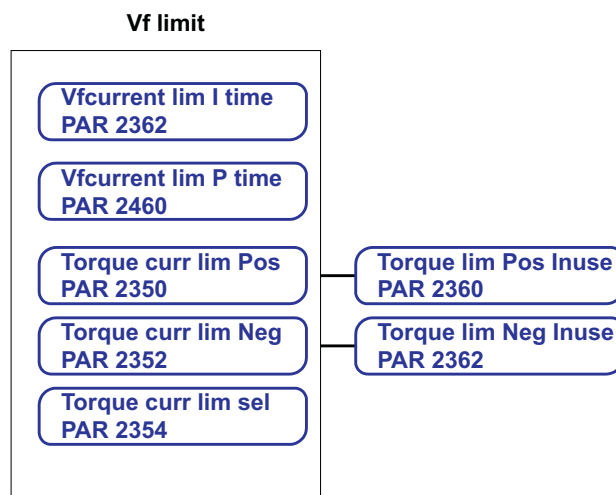 Vf limit
Vfcurrent lim I time
PAR 2362
Vfcurrent lim P time
PAR 2460
Torque curr lim Pos
PAR 2350
Torque lim Pos Inuse
PAR 2360
Torque curr lim Neg
PAR 2352
Torque lim Neg Inuse
PAR 2362
Torque curr lim sel
PAR 2354